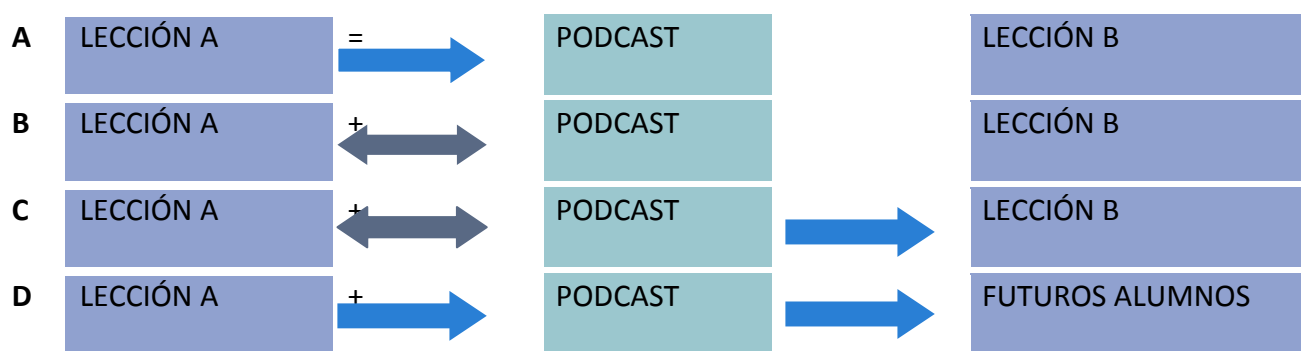 A LECCIÓN A = PODCAST LECCIÓN B
B LECCIÓN A + PODCAST LECCIÓN B
C LECCIÓN A + PODCAST LECCIÓN B
D LECCIÓN A + PODCAST FUTUROS ALUMNOS